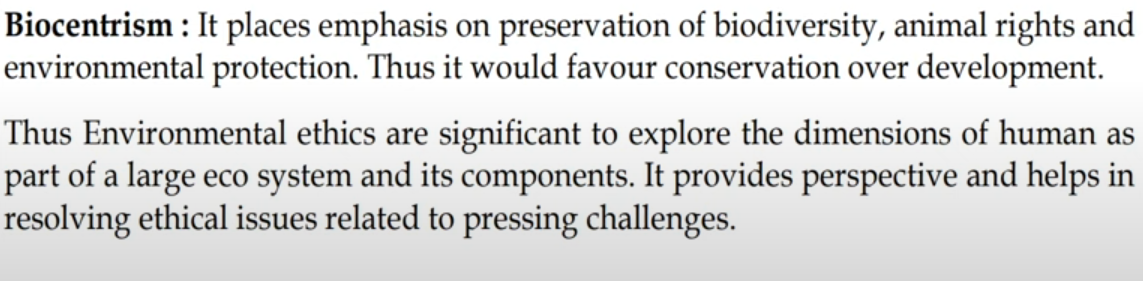 Biocentrism : It places emphasis on preservation of biodiversity, animal rights and
environmental protection. Thus it would favour conservation over development.
Thus Environmental ethics are significant to explore the dimensions of human as
part of a large eco system and its components. It provides perspective and helps in
resolving ethical issues related to pressing challenges.